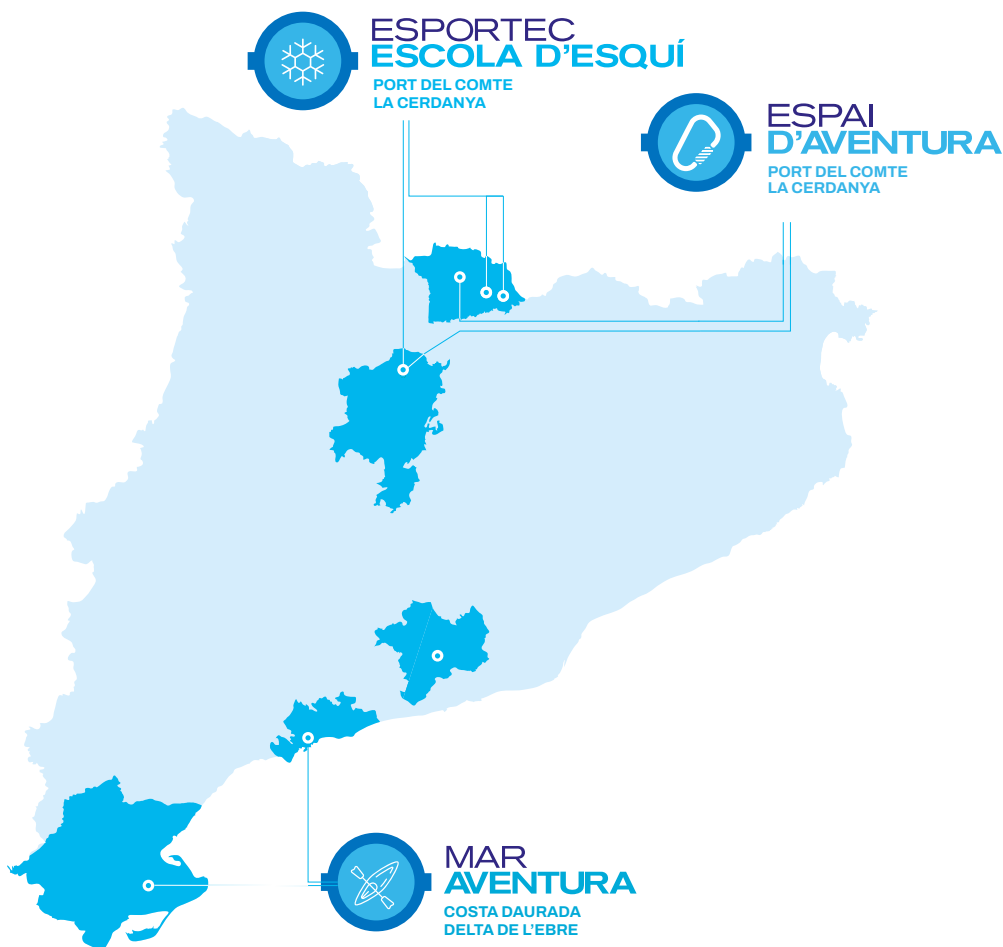 ESPORTEC
ESCOLA D'ESQUÍ
PORT DEL COMTE
LA CERDANYA
ESPAI
D'AVENTURA
PORT DEL COMTE
LA CERDANYA
MAR
AVENTURA
COSTA DAURADA
DELTA DE L'EBRE